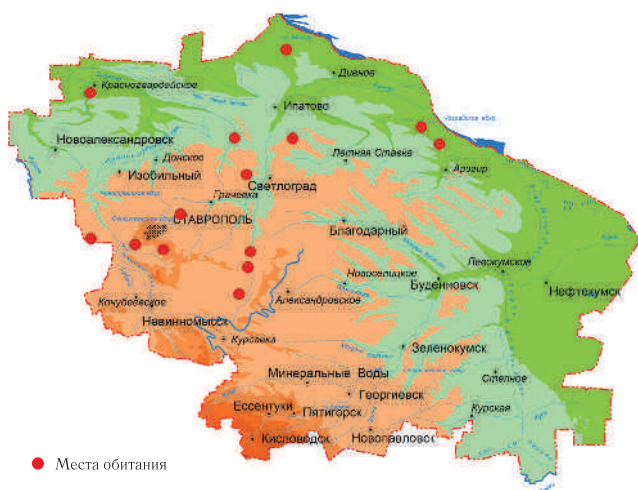 Дивное
Красногвардейское
Ипатово
Новоалександровск
Донское
Летняя Ставка
Изобильный
Арзгир
Светлоград
Грачевка
СТАВРОПОЛЬ
Благодарный
Левокумское
Новоселицкое
Буденновск
Нефтекумск
Кочубеевское
Александровское
Невинномысск
Курсавка
Зеленокумск
Минеральные Воды
Степное
Георгиевск
Ессентуки
Пятигорск
Курская
Кисловодск
Новопавловск
Места обитания